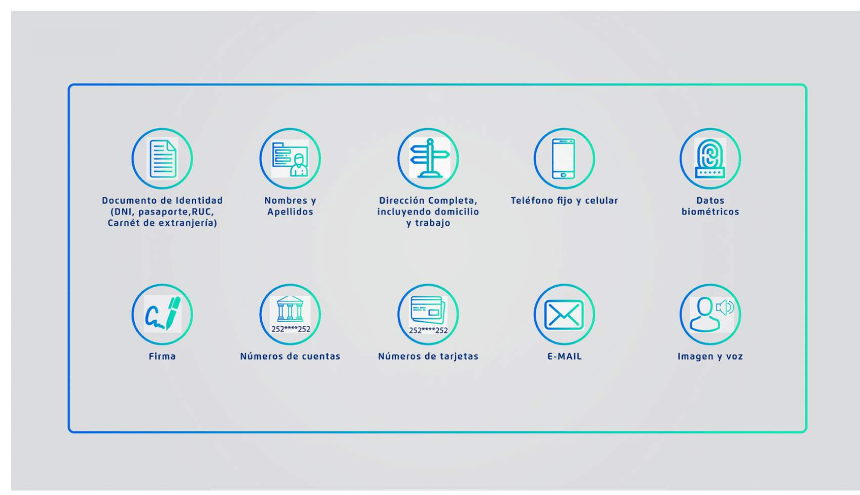 Documento de Identidad
(DNI, pasaporte,RUC,
Carnét de extranjería)
Nombres y
Apellidos
Dirección Completa,
incluyendo domicilio
y trabajo
Teléfono fijo y celular
Datos
biométricos
Firma
252****252
Números de cuentas
252****252
Números de tarjetas
E-MAIL
Imagen y voz